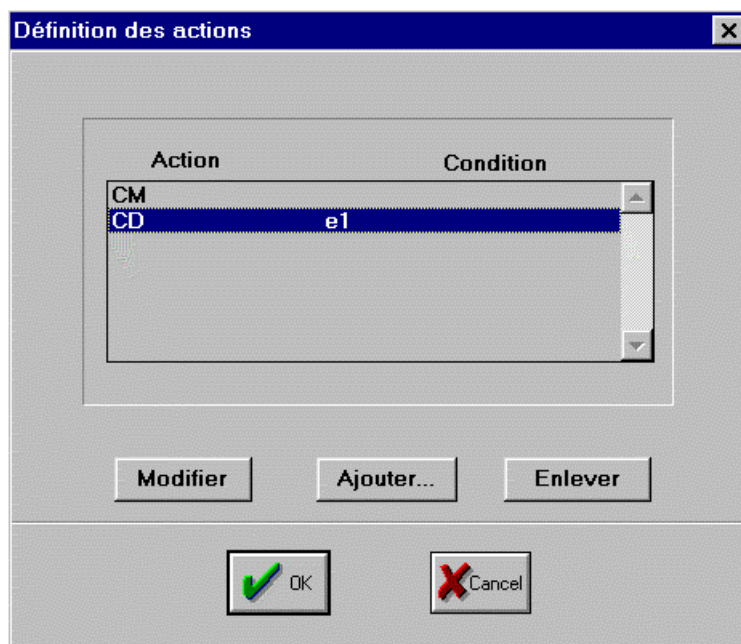 Définition des actions
Action Condition
CM
CD e1
Modifier Ajouter... Enlever
OK Cancel